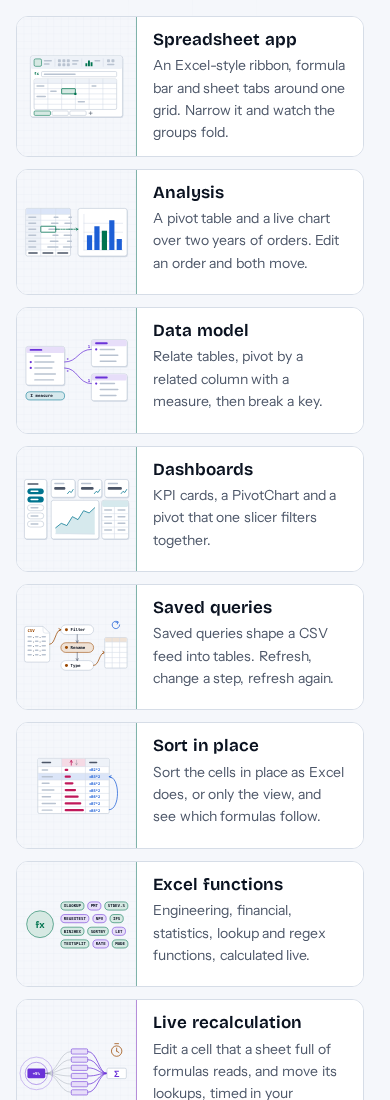 Spreadsheet app
An Excel-style ribbon, formula
bar and sheet tabs around one
grid. Narrow it and watch the
groups fold.
fx
Analysis
A pivot table and a live chart
over two years of orders. Edit
an order and both move.
Data model
Relate tables, pivot by a
related column with a
measure, then break a key.
Σ measure
Dashboards
KPI cards, a PivotChart and a
pivot that one slicer filters
together.
Saved queries
Saved queries shape a CSV
feed into tables. Refresh,
change a step, refresh again.
CSV
Filter
Rename
Type
Sort in place
Sort the cells in place as Excel
does, or only the view, and
see which formulas follow.
Excel functions
Engineering, financial,
statistics, lookup and regex
functions, calculated live.
fx
XLOOKUP PMT STDEV.S
REGEXTEST NPV IFS
BIN2HEX SORTBY LET
TEXTSPLIT RATE MODE
Live recalculation
Edit a cell that a sheet full of
formulas reads, and move its
lookups, timed in your
Σ